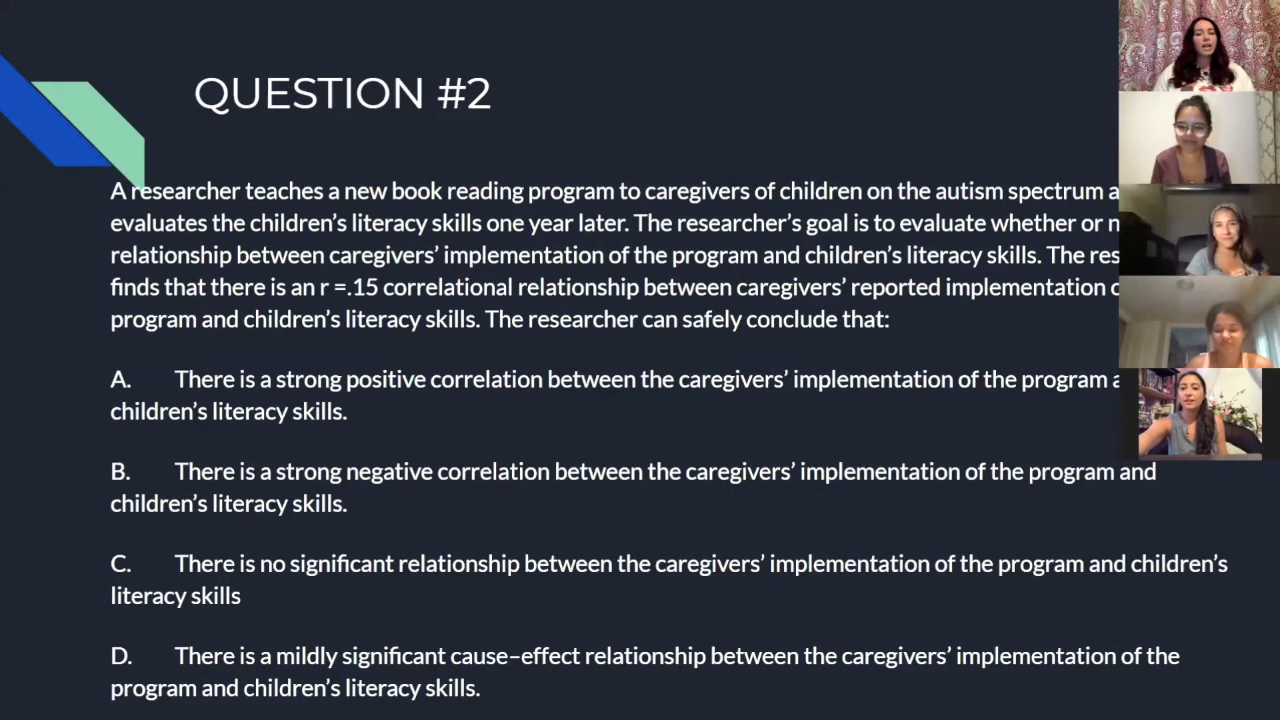 QUESTION #2
A researcher teaches a new book reading program to caregivers of children on the autism spectrum
evaluates the children’s literacy skills one year later. The researcher’s goal is to evaluate whether or
relationship between caregivers’ implementation of the program and children’s literacy skills. The
finds that there is an r =.15 correlational relationship between caregivers’ reported implementation
program and children’s literacy skills. The researcher can safely conclude that:
A. There is a strong positive correlation between the caregivers’ implementation of the program
children’s literacy skills.
B. There is a strong negative correlation between the caregivers’ implementation of the program and
children’s literacy skills.
C. There is no significant relationship between the caregivers’ implementation of the program and children’s
literacy skills
D. There is a mildly significant cause–effect relationship between the caregivers’ implementation of the
program and children’s literacy skills.